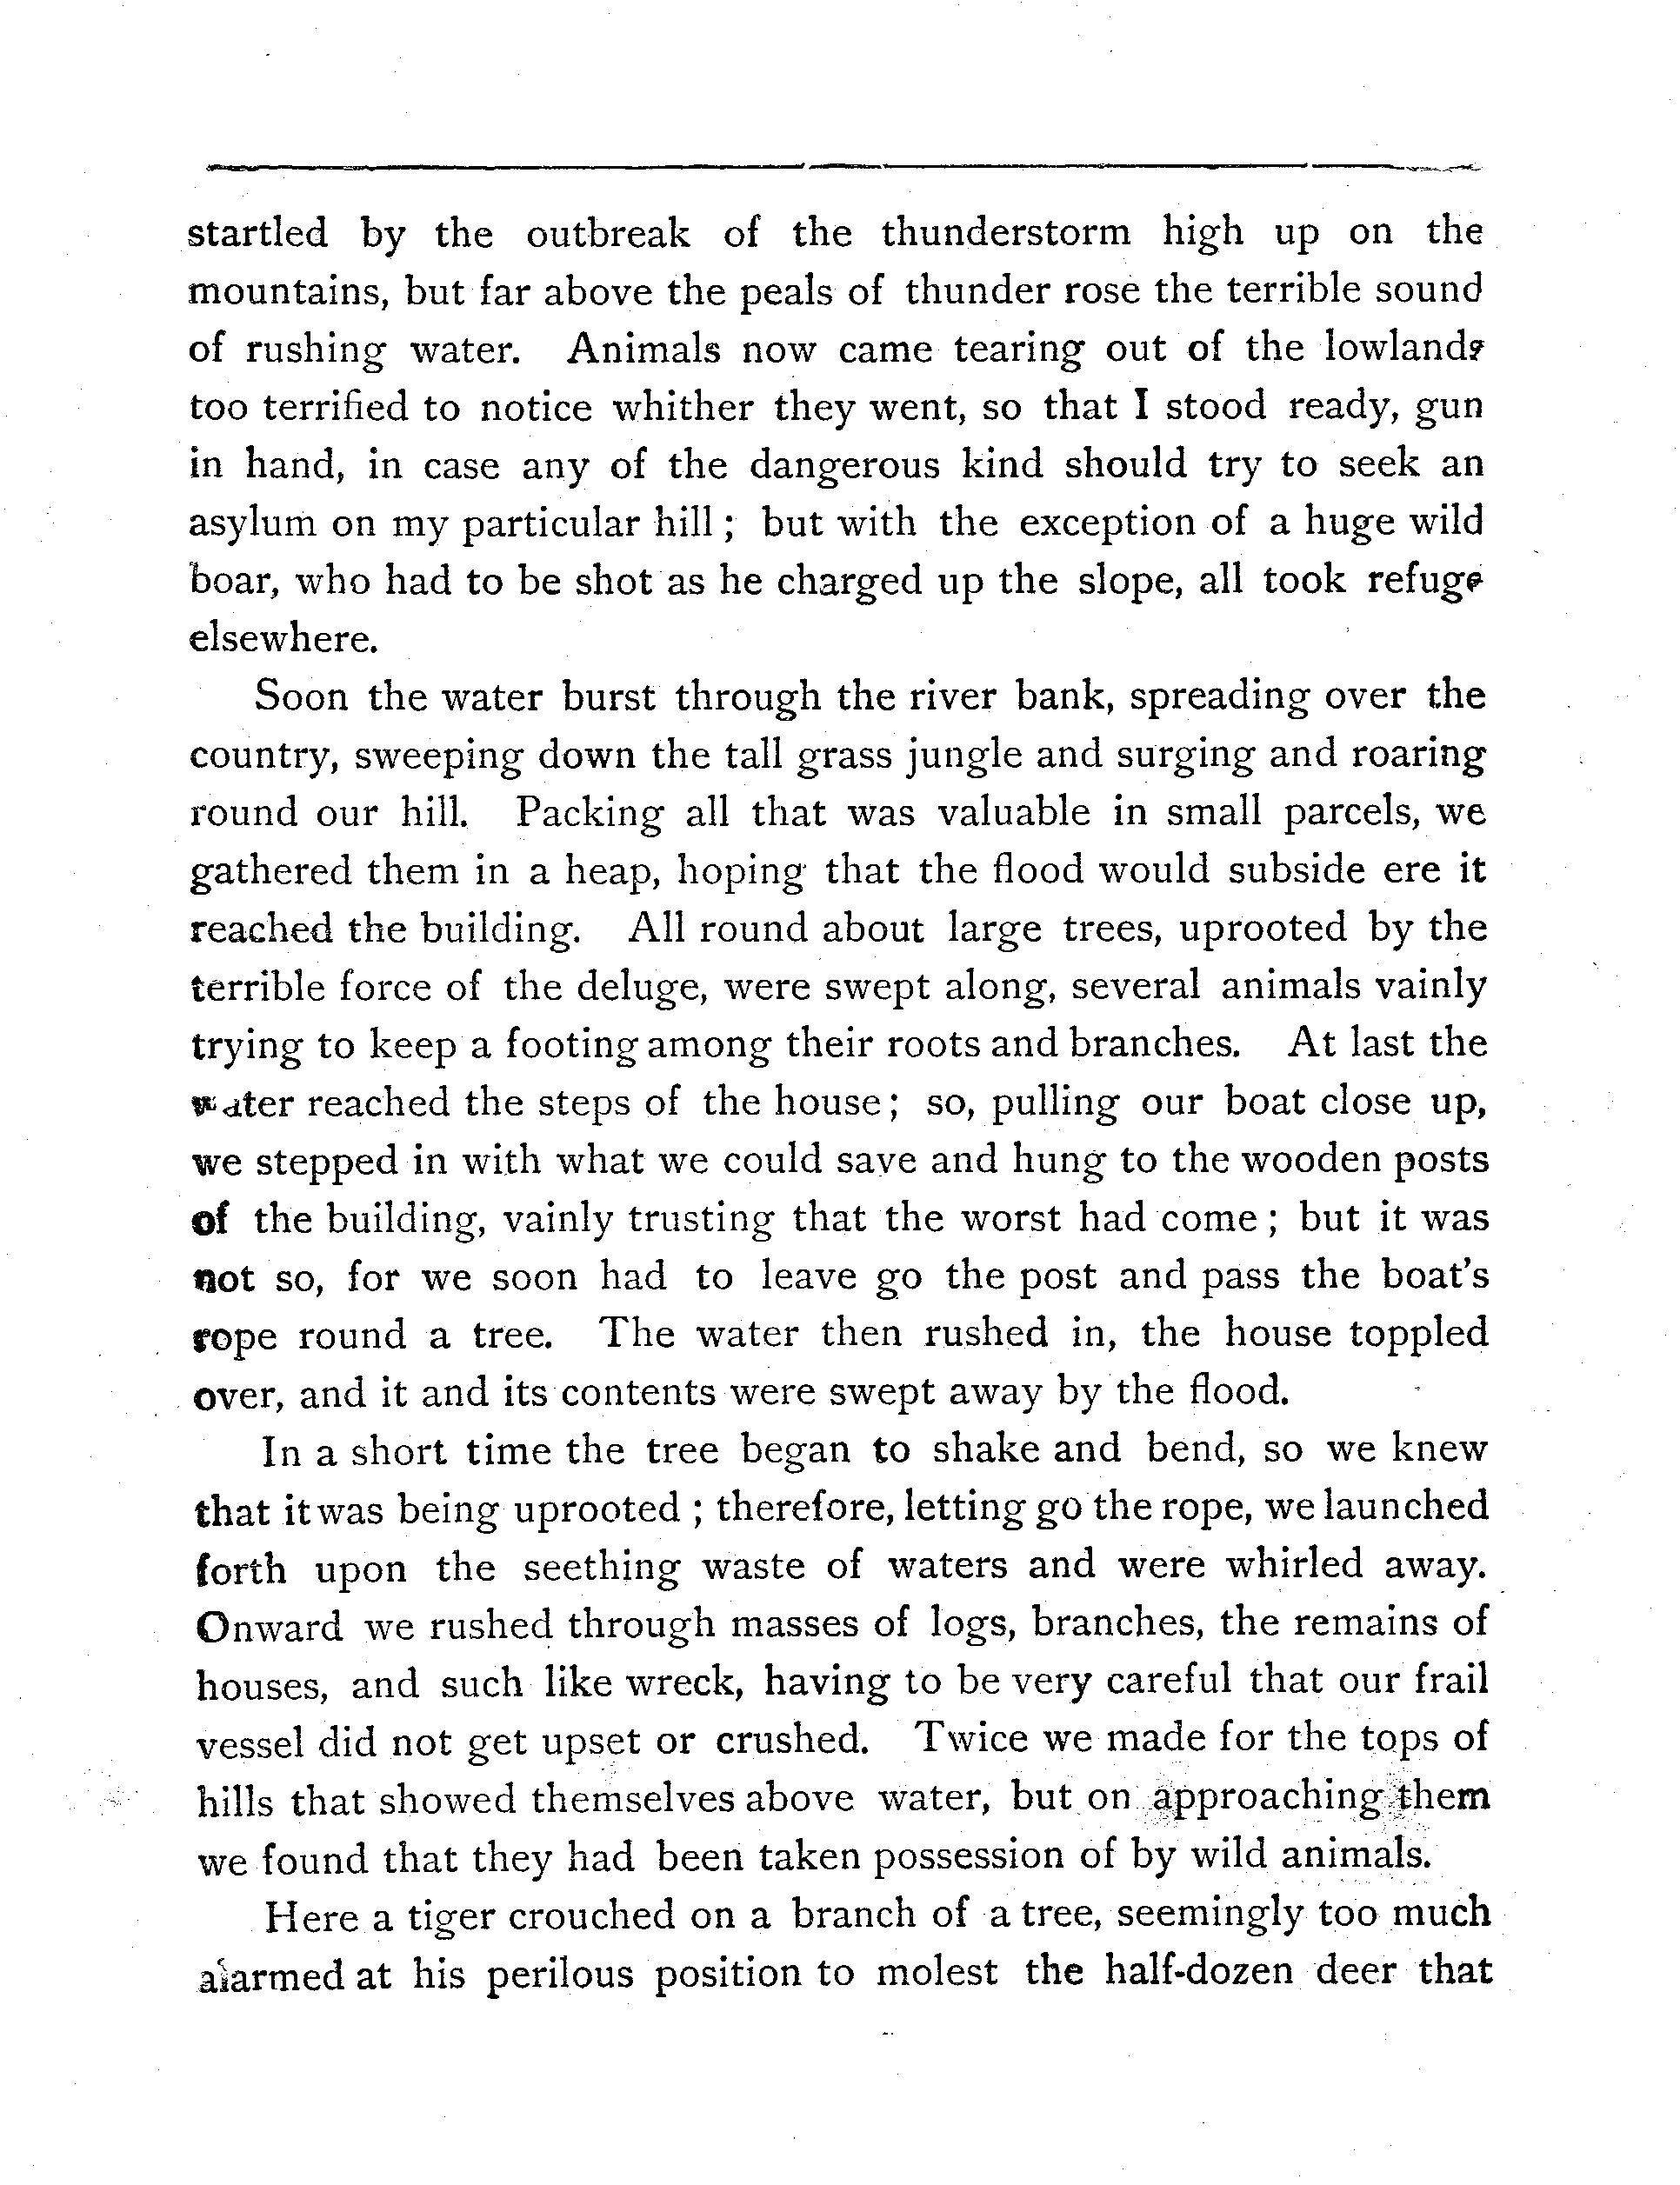 startled by the outbreak of the thunderstorm high up on the
mountains, but far above the peals of thunder rose the terrible sound
of rushing water. Animals now came tearing out of the lowlands
too terrified to notice whither they went, so that I stood ready, gun
in hand, in case any of the dangerous kind should try to seek an
asylum on my particular hill; but with the exception of a huge wild
boar, who had to be shot as he charged up the slope, all took refuge
elsewhere.
Soon the water burst through the river bank, spreading over the
country, sweeping down the tall grass jungle and surging and roaring
round our hill. Packing all that was valuable in small parcels, we
gathered them in a heap, hoping that the flood would subside ere it
reached the building. All round about large trees, uprooted by the
terrible force of the deluge, were swept along, several animals vainly
trying to keep a footing among their roots and branches. At last the
water reached the steps of the house; so, pulling our boat close up,
we stepped in with what we could save and hung to the wooden posts
of the building, vainly trusting that the worst had come; but it was
not so, for we soon had to leave go the post and pass the boat's
rope round a tree. The water then rushed in, the house toppled
over, and it and its contents were swept away by the flood.
In a short time the tree began to shake and bend, so we knew
that it was being uprooted; therefore, letting go the rope, we launched
forth upon the seething waste of waters and were whirled away.
Onward we rushed through masses of logs, branches, the remains of
houses, and such like wreck, having to be very careful that our frail
vessel did not get upset or crushed. Twice we made for the tops of
hills that showed themselves above water, but on approaching them
we found that they had been taken possession of by wild animals.
Here a tiger crouched on a branch of a tree, seemingly too much
alarmed at his perilous position to molest the half-dozen deer that